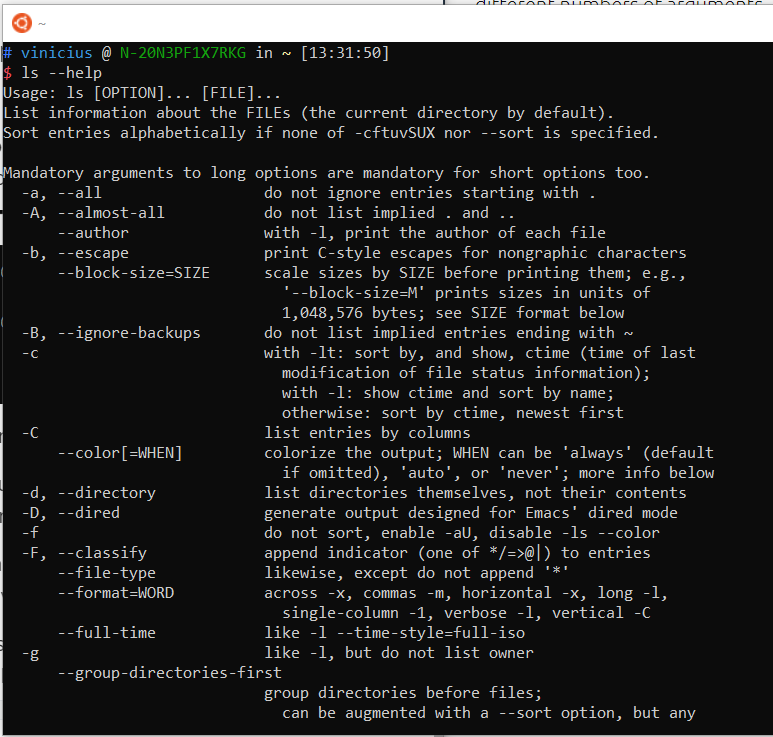 different numbers of arguments
~
# vinicius @ N-20N3PF1X7RKG in ~ [13:31:50]
$ ls --help
Usage: ls [OPTION]... [FILE]...
List information about the FILEs (the current directory by default).
Sort entries alphabetically if none of -cftuvSUX nor --sort is specified.
Mandatory arguments to long options are mandatory for short options too.
  -a, --all                  do not ignore entries starting with .
  -A, --almost-all           do not list implied . and ..
      --author               with -l, print the author of each file
  -b, --escape               print C-style escapes for nongraphic characters
      --block-size=SIZE      scale sizes by SIZE before printing them; e.g.,
                               '--block-size=M' prints sizes in units of
                               1,048,576 bytes; see SIZE format below
  -B, --ignore-backups       do not list implied entries ending with ~
  -c                         with -lt: sort by, and show, ctime (time of last
                               modification of file status information);
                               with -l: show ctime and sort by name;
                               otherwise: sort by ctime, newest first
  -C                         list entries by columns
      --color[=WHEN]         colorize the output; WHEN can be 'always' (default
                               if omitted), 'auto', or 'never'; more info below
  -d, --directory            list directories themselves, not their contents
  -D, --dired                generate output designed for Emacs' dired mode
  -f                         do not sort, enable -aU, disable -ls --color
  -F, --classify             append indicator (one of */=>@|) to entries
      --file-type            likewise, except do not append '*'
      --format=WORD          across -x, commas -m, horizontal -x, long -l,
                               single-column -1, verbose -l, vertical -C
      --full-time            like -l --time-style=full-iso
  -g                         like -l, but do not list owner
      --group-directories-first
                             group directories before files;
                               can be augmented with a --sort option, but any